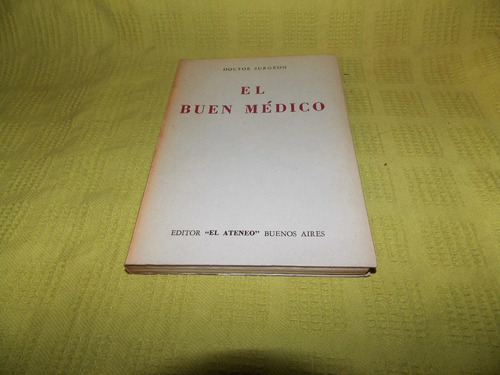 DOCTOR SURGEON
EL
BUEN MÉDICO
EDITOR "EL ATENEO" BUENOS AIRES